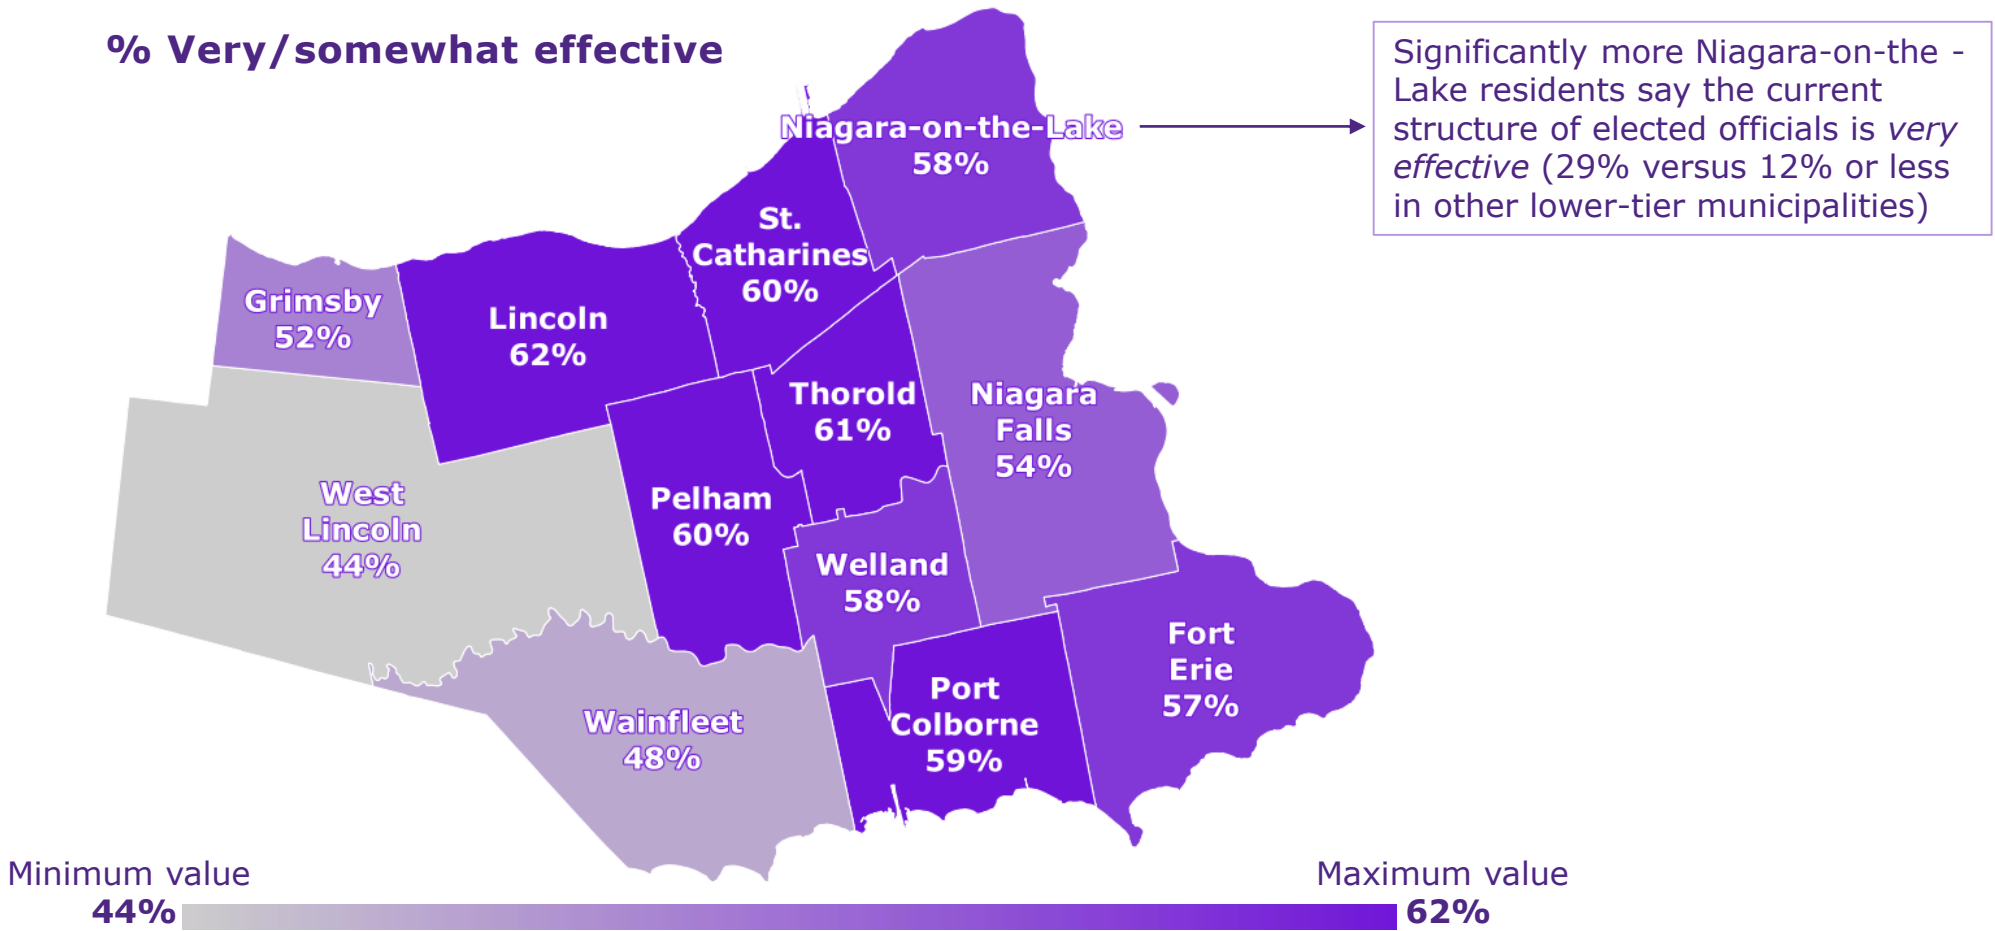 % Very/somewhat effective
Significantly more Niagara-on-the -
Lake residents say the current
structure of elected officials is very
effective (29% versus 12% or less
in other lower-tier municipalities)
Niagara-on-the-Lake
58%
St.
Catharines
60%
Grimsby
52%
Lincoln
62%
Thorold
61%
Niagara
Falls
54%
West
Lincoln
44%
Pelham
60%
Welland
58%
Fort
Erie
57%
Port
Colborne
59%
Wainfleet
48%
Minimum value
44%
Maximum value
62%